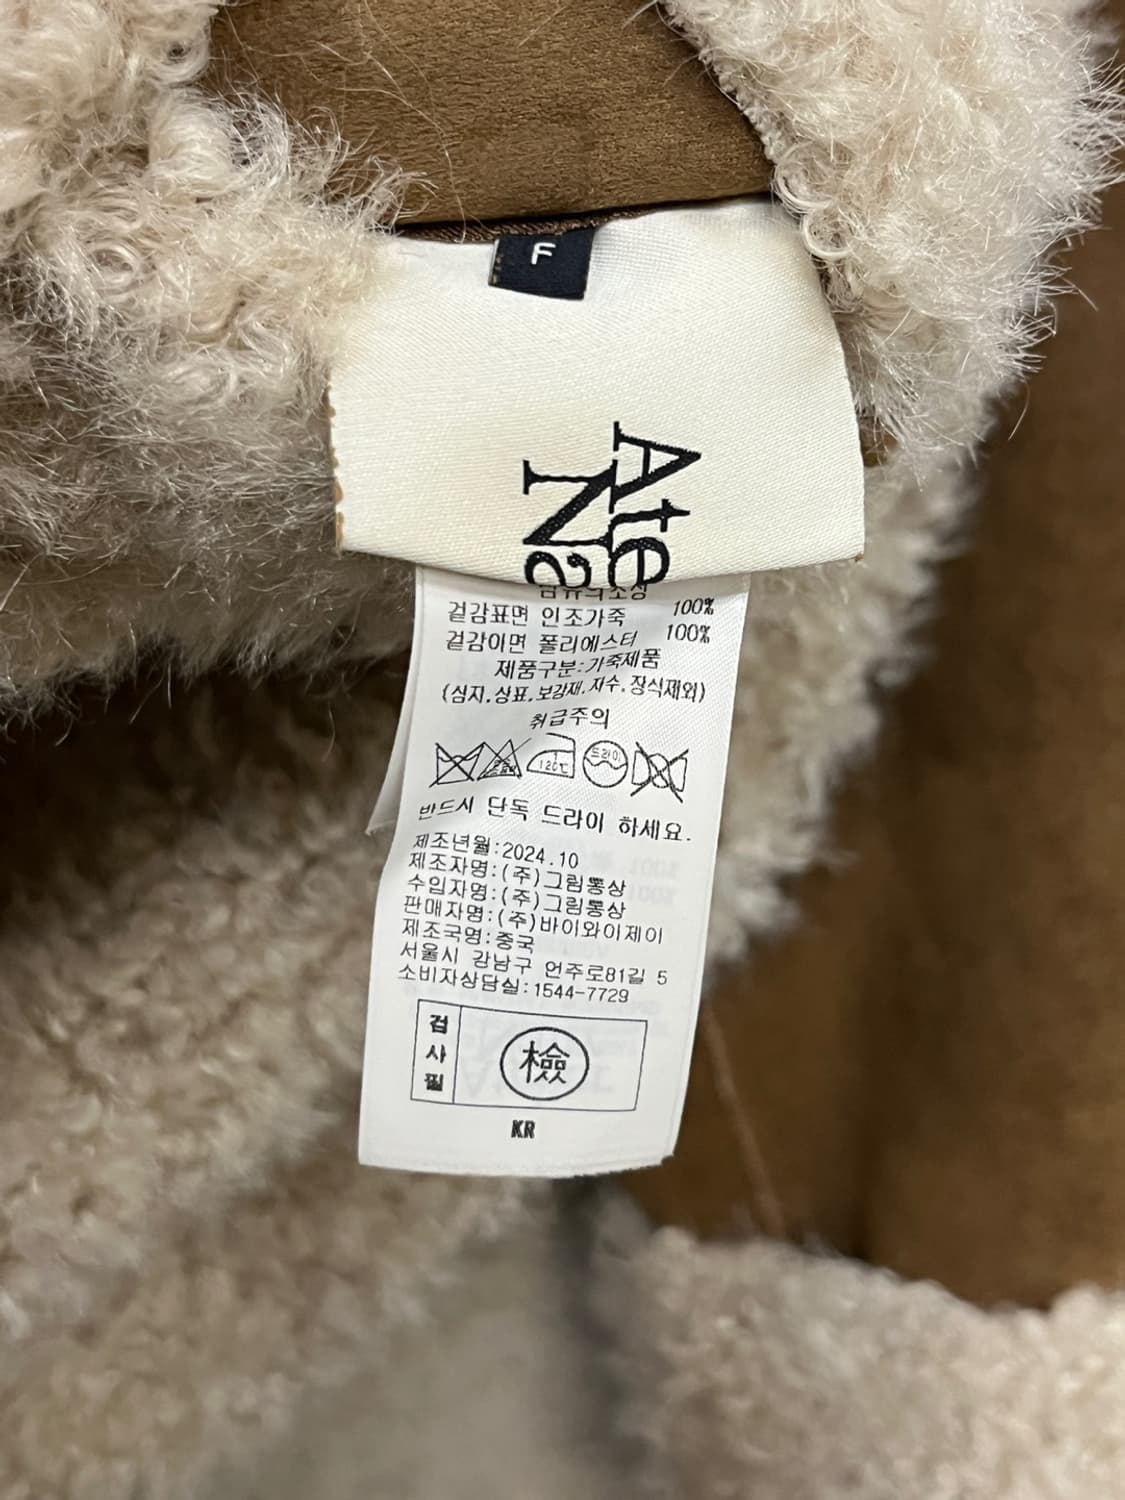 F
Ate
Na
섬유의조성
겉감표면 인조가죽 100%
겉감이면 폴리에스터 100%
제품구분:가죽제품
(심지.상표.보강재.자수.장식제외)
취급주의
120℃
드라이
반드시 단독 드라이 하세요.
제조년월:2024.10
제조자명:(주)그림통상
수입자명:(주)그림통상
판매자명:(주)바이와이제이
제조국명:중국
서울시 강남구 언주로81길 5
소비자상담실:1544-7729
검사필
檢
KR